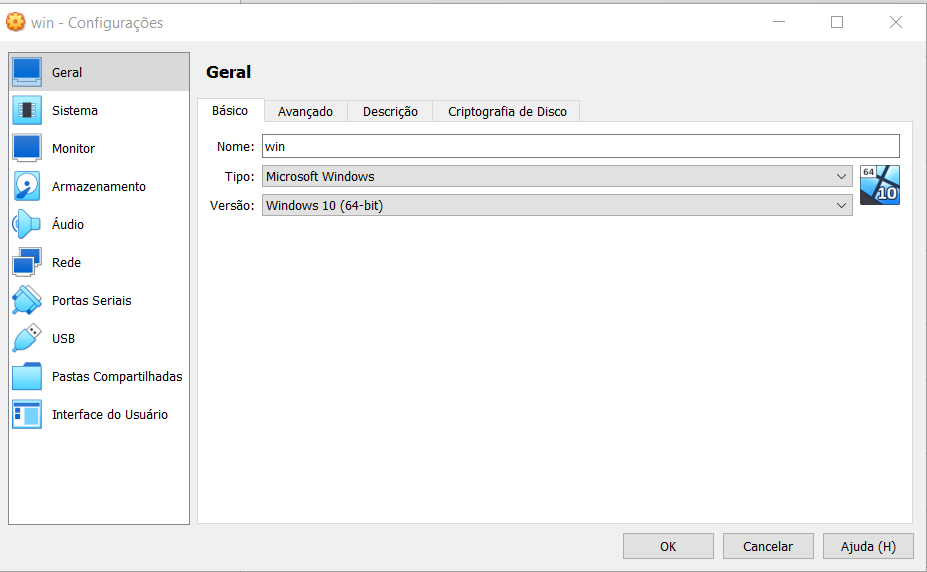 win - Configurações
Geral
Sistema
Monitor
Armazenamento
Áudio
Rede
Portas Seriais
USB
Pastas Compartilhadas
Interface do Usuário
Geral
Básico Avançado Descrição Criptografia de Disco
Nome: win
Tipo: Microsoft Windows
64
10
Versão: Windows 10 (64-bit)
OK Cancelar Ajuda (H)